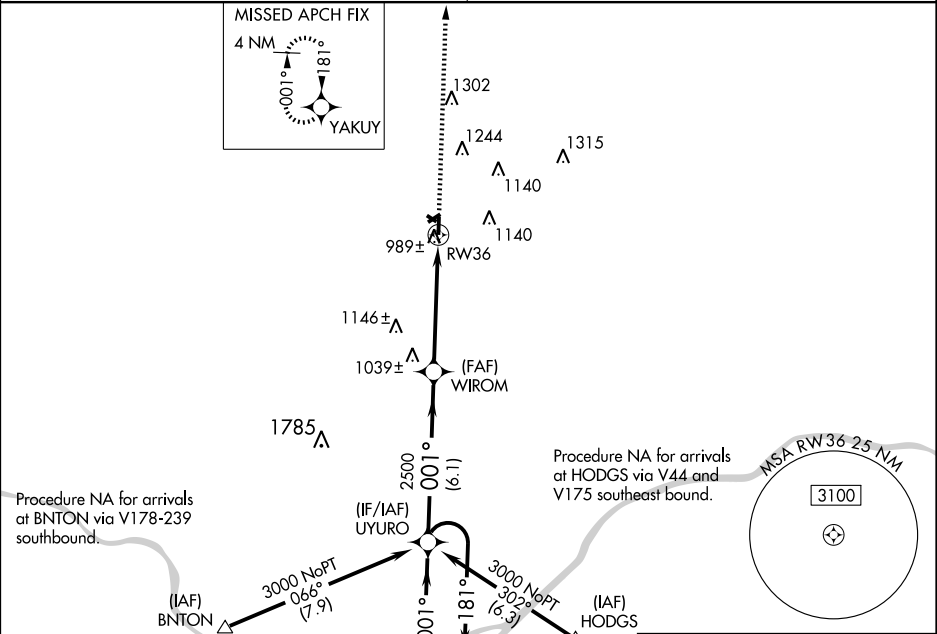 MISSED APCH FIX
4 NM
001°
181°
YAKUY
1302
1244
1315
1140
1140
989±
RW36
1146±
1039±
(FAF)
WIROM
1785
2500
001°
(6.1)
Procedure NA for arrivals
at HODGS via V44 and
V175 southeast bound.
MSA RW36 25 NM
3100
Procedure NA for arrivals
at BNTON via V178-239
southbound.
(IF/IAF)
UYURO
3000 NoPT
066°
(7.9)
3000 NoPT
302°
(6.3)
(IAF)
BNTON
001°
181°
(IAF)
HODGS